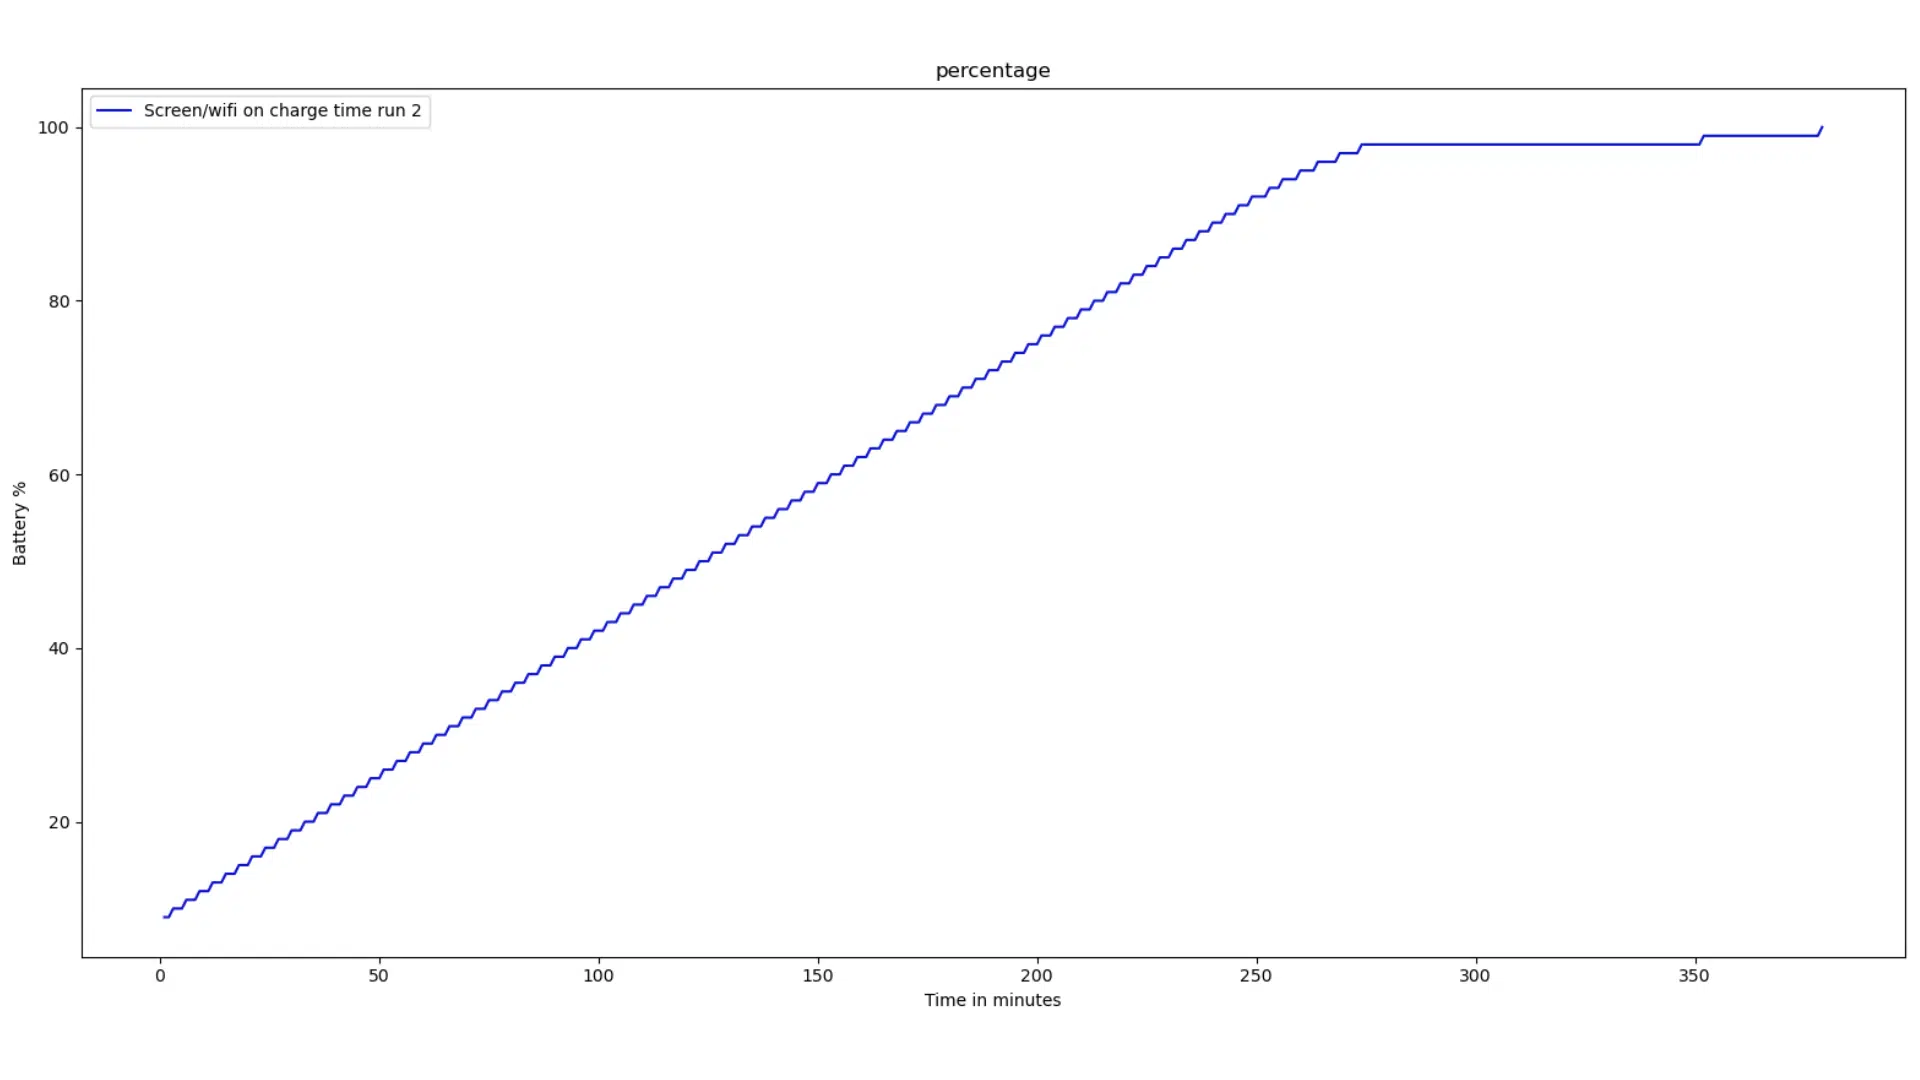 percentage
Screen/wifi on charge time run 2
100
80
60
40
20
Battery %
0 50 100 150 200 250 300 350
Time in minutes